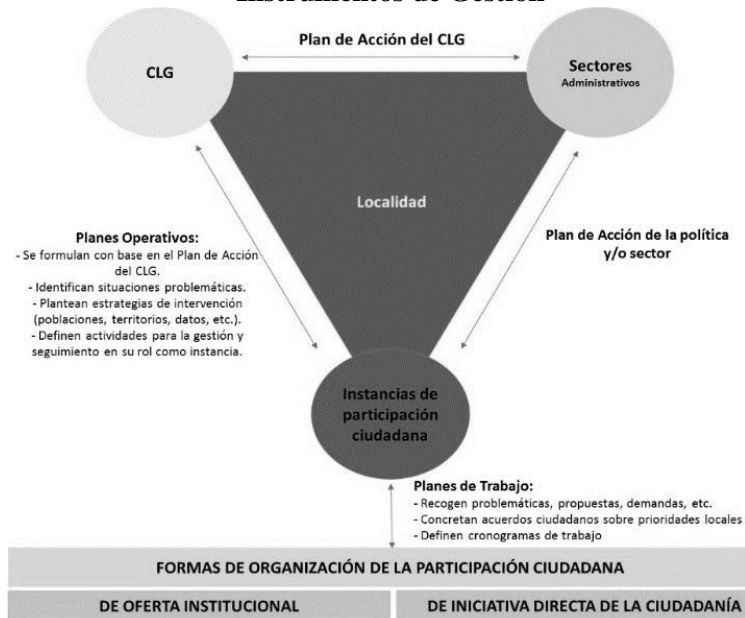 Instrumentos de Gestión
Plan de Acción del CLG
CLG
Sectores
Administrativos
Localidad
Planes Operativos:
- Se formulan con base en el Plan de Acción
del CLG.
- Identifican situaciones problemáticas.
- Plantean estrategias de intervención
(poblaciones, territorios, datos, etc.).
- Definen actividades para la gestión y
seguimiento en su rol como instancia.
Plan de Acción de la política
y/o sector
Instancias de
participación
ciudadana
Planes de Trabajo:
- Recogen problemáticas, propuestas, demandas, etc.
- Concretan acuerdos ciudadanos sobre prioridades locales
- Definen cronogramas de trabajo
FORMAS DE ORGANIZACIÓN DE LA PARTICIPACIÓN CIUDADANA
DE OFERTA INSTITUCIONAL
DE INICIATIVA DIRECTA DE LA CIUDADANÍA